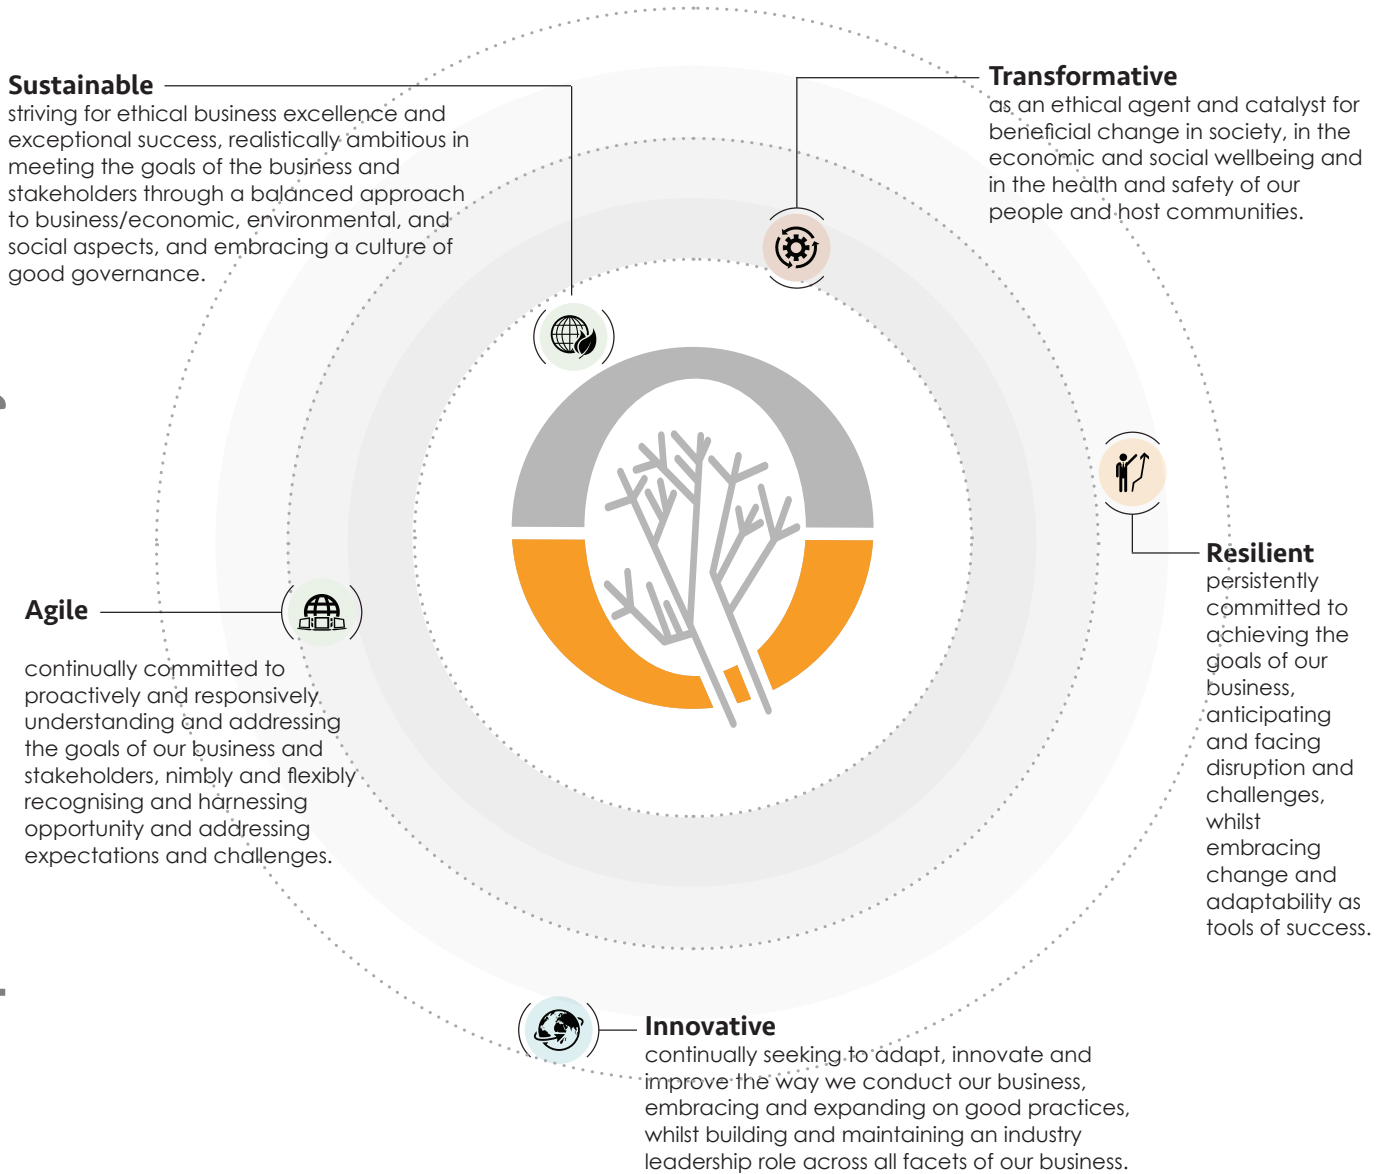 Sustainable
striving for ethical business excellence and
exceptional success, realistically ambitious in
meeting the goals of the business and
stakeholders through a balanced approach
to business/economic, environmental, and
social aspects, and embracing a culture of
good governance.
Transformative
as an ethical agent and catalyst for
beneficial change in society, in the
economic and social wellbeing and
in the health and safety of our
people and host communities.
Resilient
persistently
committed to
achieving the
goals of our
business,
anticipating
and facing
disruption and
challenges,
whilst
embracing
change and
adaptability as
tools of success.
Agile
continually committed to
proactively and responsively
understanding and addressing
the goals of our business and
stakeholders, nimbly and flexibly
recognising and harnessing
opportunity and addressing
expectations and challenges.
Innovative
continually seeking to adapt, innovate and
improve the way we conduct our business,
embracing and expanding on good practices,
whilst building and maintaining an industry
leadership role across all facets of our business.